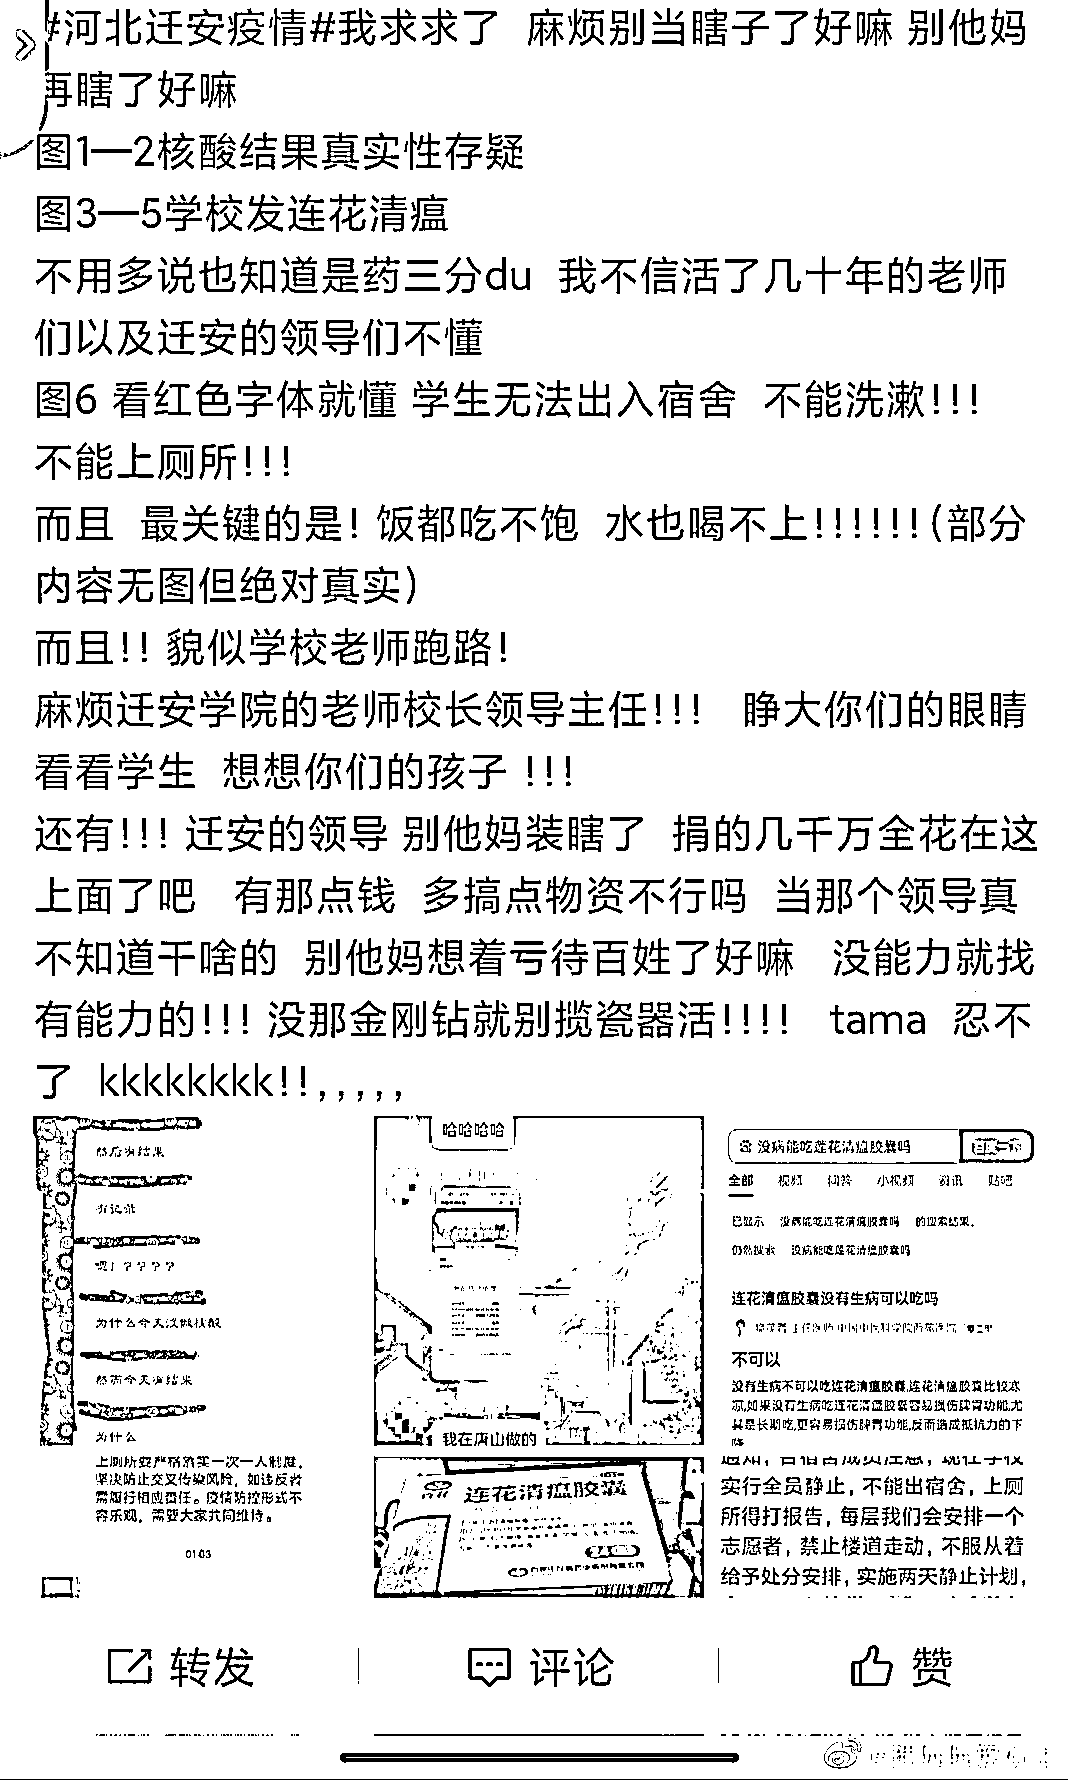 #河北迁安疫情#我求求了 麻烦别当瞎子了好嘛 别他妈
再瞎了好嘛
图1—2核酸结果真实性存疑
图3—5学校发连花清瘟
不用多说也知道是药三分du 我不信活了几十年的老师
们以及迁安的领导们不懂
图6 看红色字体就懂 学生无法出入宿舍 不能洗漱!!!
不能上厕所!!!
而且 最关键的是! 饭都吃不饱 水也喝不上!!!!!!(部分
内容无图但绝对真实)
而且!! 貌似学校老师跑路!
麻烦迁安学院的老师校长领导主任!!! 睁大你们的眼睛
看看学生 想想你们的孩子 !!!
还有!!! 迁安的领导 别他妈装瞎了 捐的几千万全花在这
上面了吧 有那点钱 多搞点物资不行吗 当那个领导真
不知道干啥的 别他妈想着亏待百姓了好嘛 没能力就找
有能力的!!! 没那金刚钻就别揽瓷器活!!!! tama 忍不
了 kkkkkkkk!!,,,,,
然后有结果
有记录
嗯?????
为什么今天没做核酸
然而今天有结果
为什么
哈哈哈哈
我在唐山做的
没病能吃莲花清瘟胶囊吗
百度一下
全部 视频 问答 小视频 资讯 贴吧
已显示 没病能吃连花清瘟胶囊吗 的搜索结果。
仍然搜索 没病能吃莲花清瘟胶囊吗
连花清瘟胶囊没有生病可以吃吗
不可以
没有生病不可以吃连花清瘟胶囊,连花清瘟胶囊比较寒
凉,如果没有生病吃连花清瘟胶囊容易损伤脾胃功能,尤
其是长期吃,更容易损伤脾胃功能,反而造成抵抗力的下
降
上厕所要严格落实一次一人制度,
坚决防止交叉传染风险,如违反者
需履行相应责任。疫情防控形式不
容乐观,需要大家共同维持。
0103
连花清瘟胶囊
通知,各宿舍成员注意,现在学校
实行全员静止,不能出宿舍,上厕
所得打报告,每层我们会安排一个
志愿者,禁止楼道走动,不服从者
给予处分安排,实施两天静止计划,
转发 评论 赞